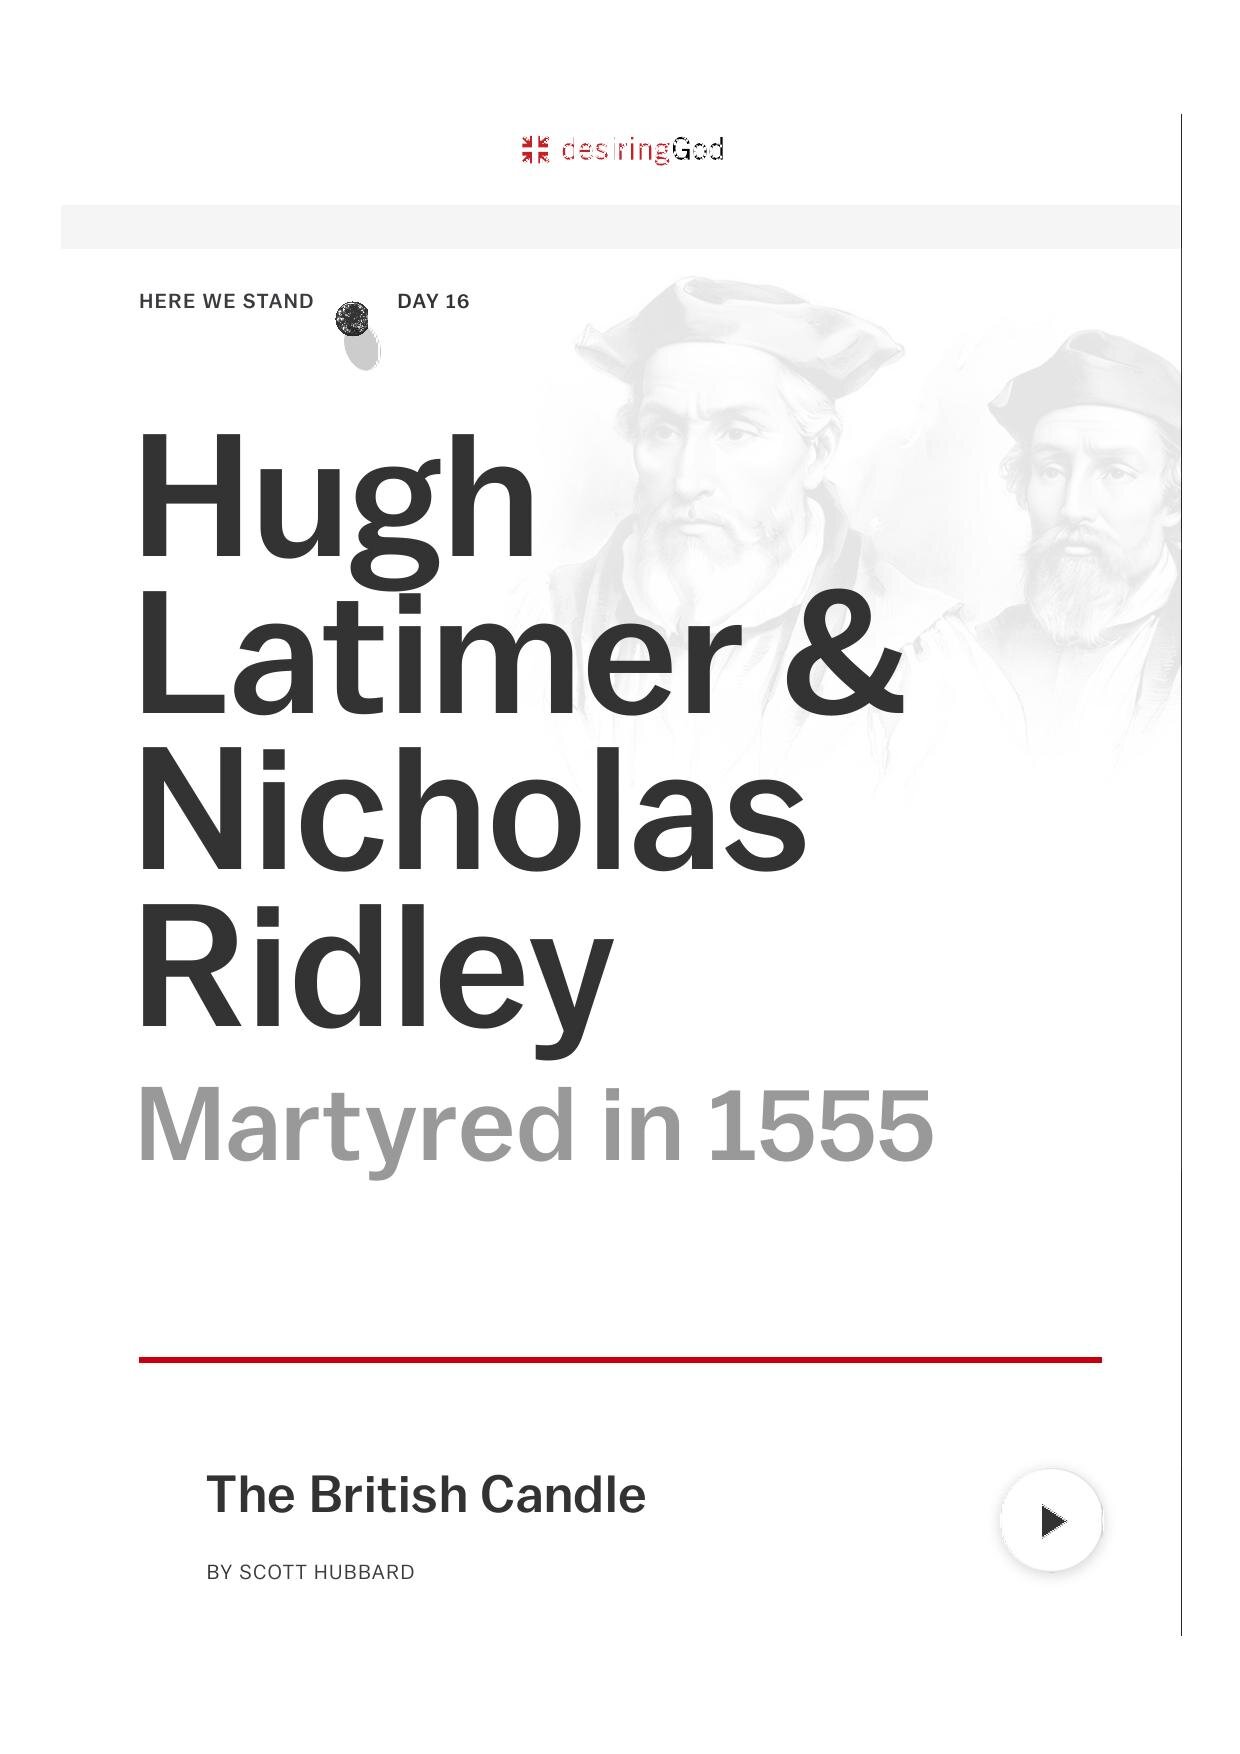 desiringGod
HERE WE STAND DAY 16
Hugh
Latimer &
Nicholas
Ridley
Martyred in 1555
The British Candle
BY SCOTT HUBBARD